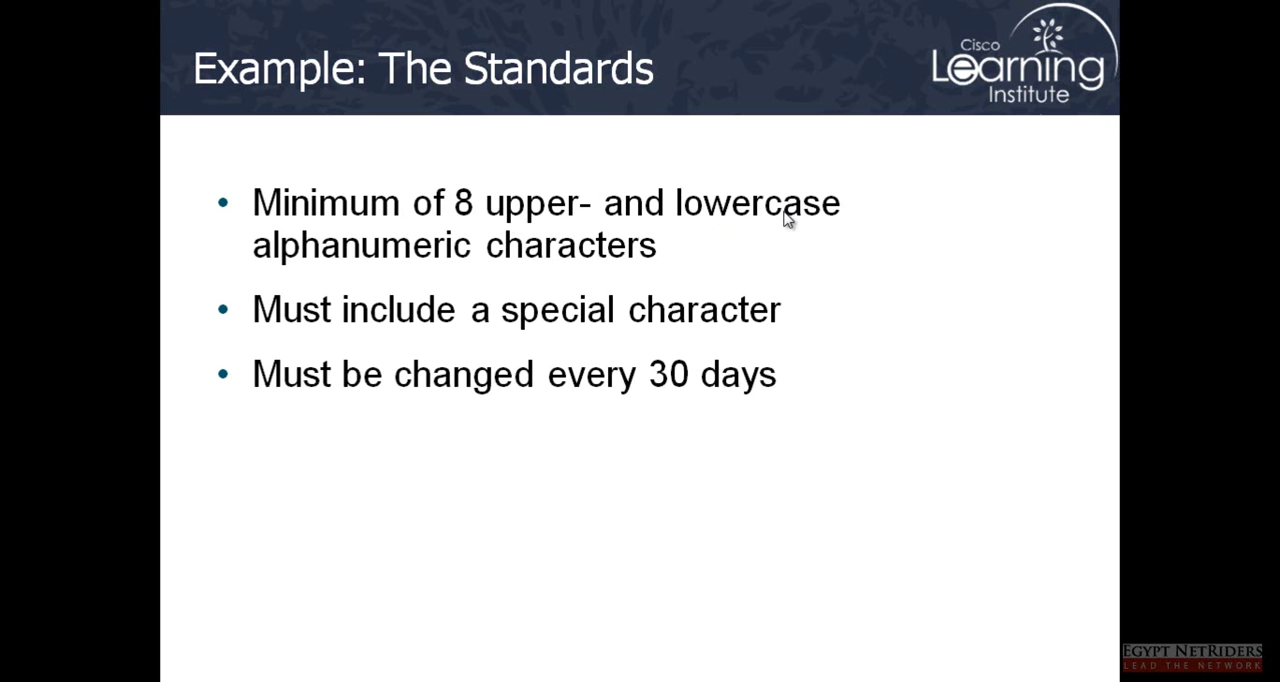 Example: The Standards
Cisco
Learning
Institute
• Minimum of 8 upper- and lowercase
alphanumeric characters
• Must include a special character
• Must be changed every 30 days
EGYPT NETRIDERS
LEAD THE NETWORK